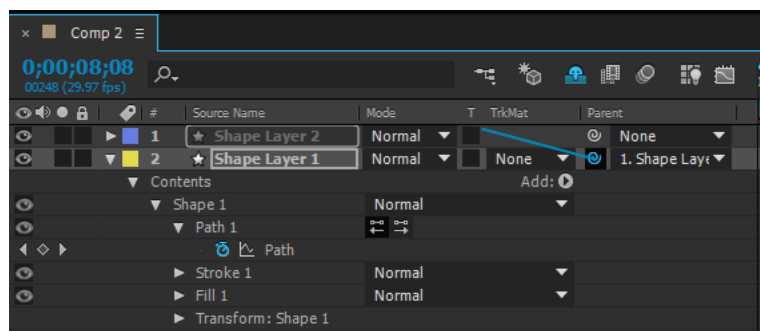 Comp 2
0;00;08;08
00248 (29.97 fps)
# Source Name Mode T TrkMat Parent
1 Shape Layer 2 Normal None
2 Shape Layer 1 Normal None 1. Shape Laye
Contents Add:
Shape 1 Normal
Path 1
Path
Stroke 1 Normal
Fill 1 Normal
Transform: Shape 1